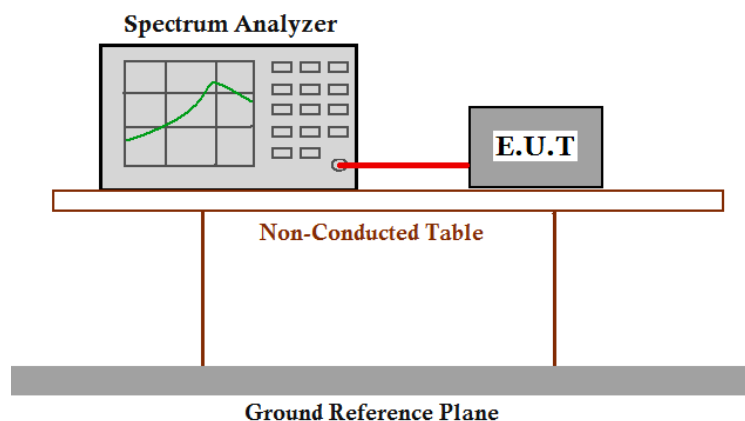 Spectrum Analyzer
E.U.T
Non-Conducted Table
Ground Reference Plane